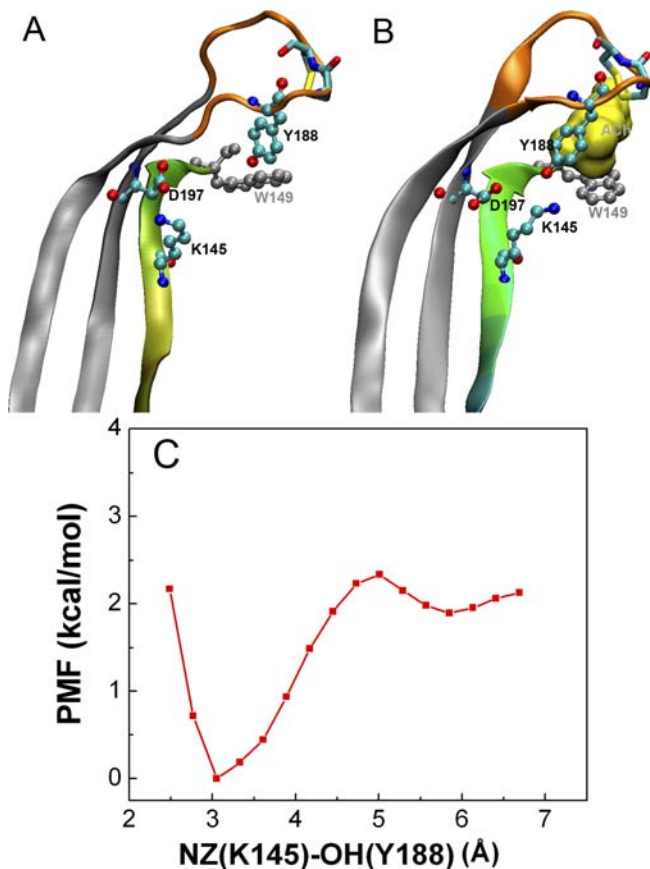 A
B
Y188
D197
W149
K145
Y188
ACh
D197
W149
K145
C
4
3
2
1
0
PMF (kcal/mol)
2 3 4 5 6 7
NZ(K145)-OH(Y188) (Å)